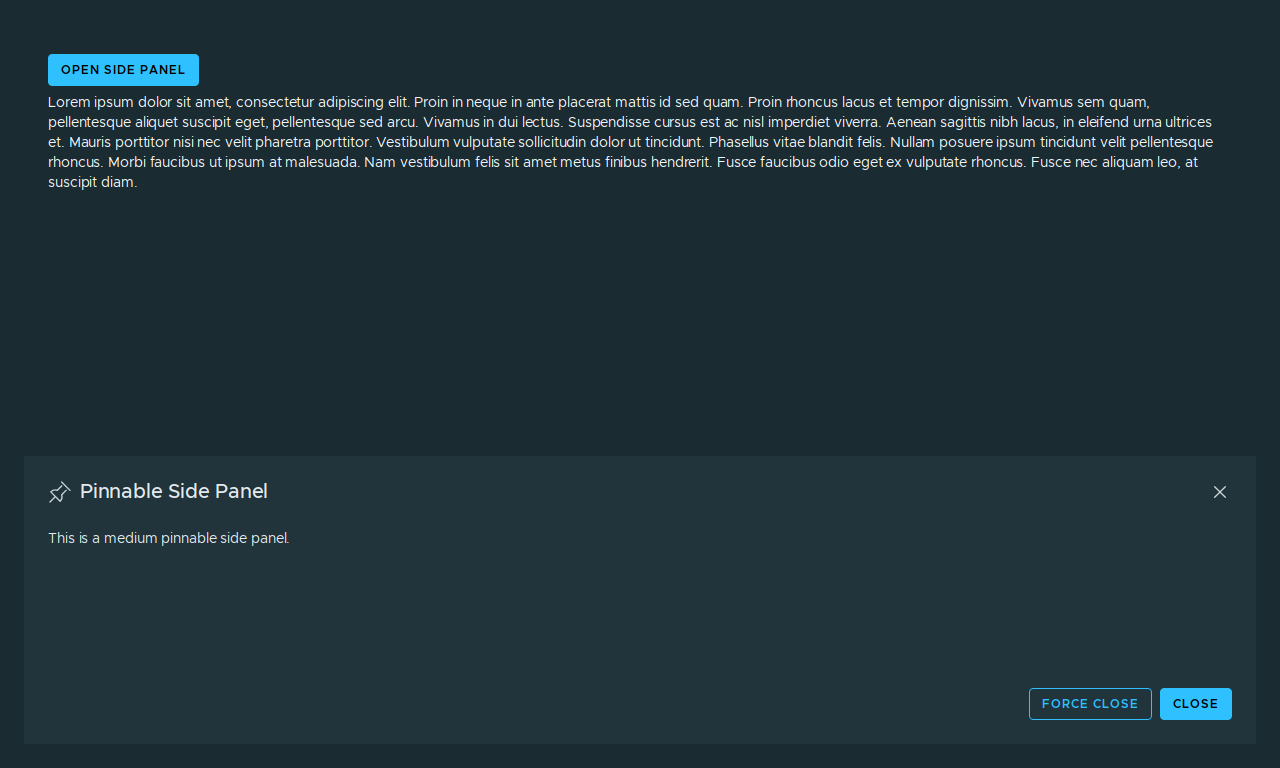 OPEN SIDE PANEL
Lorem ipsum dolor sit amet, consectetur adipiscing elit. Proin in neque in ante placerat mattis id sed quam. Proin rhoncus lacus et tempor dignissim. Vivamus sem quam,
pellentesque aliquet suscipit eget, pellentesque sed arcu. Vivamus in dui lectus. Suspendisse cursus est ac nisl imperdiet viverra. Aenean sagittis nibh lacus, in eleifend urna ultrices
et. Mauris porttitor nisi nec velit pharetra porttitor. Vestibulum vulputate sollicitudin dolor ut tincidunt. Phasellus vitae blandit felis. Nullam posuere ipsum tincidunt velit pellentesque
rhoncus. Morbi faucibus ut ipsum at malesuada. Nam vestibulum felis sit amet metus finibus hendrerit. Fusce faucibus odio eget ex vulputate rhoncus. Fusce nec aliquam leo, at
suscipit diam.
Pinnable Side Panel
This is a medium pinnable side panel.
FORCE CLOSE
CLOSE